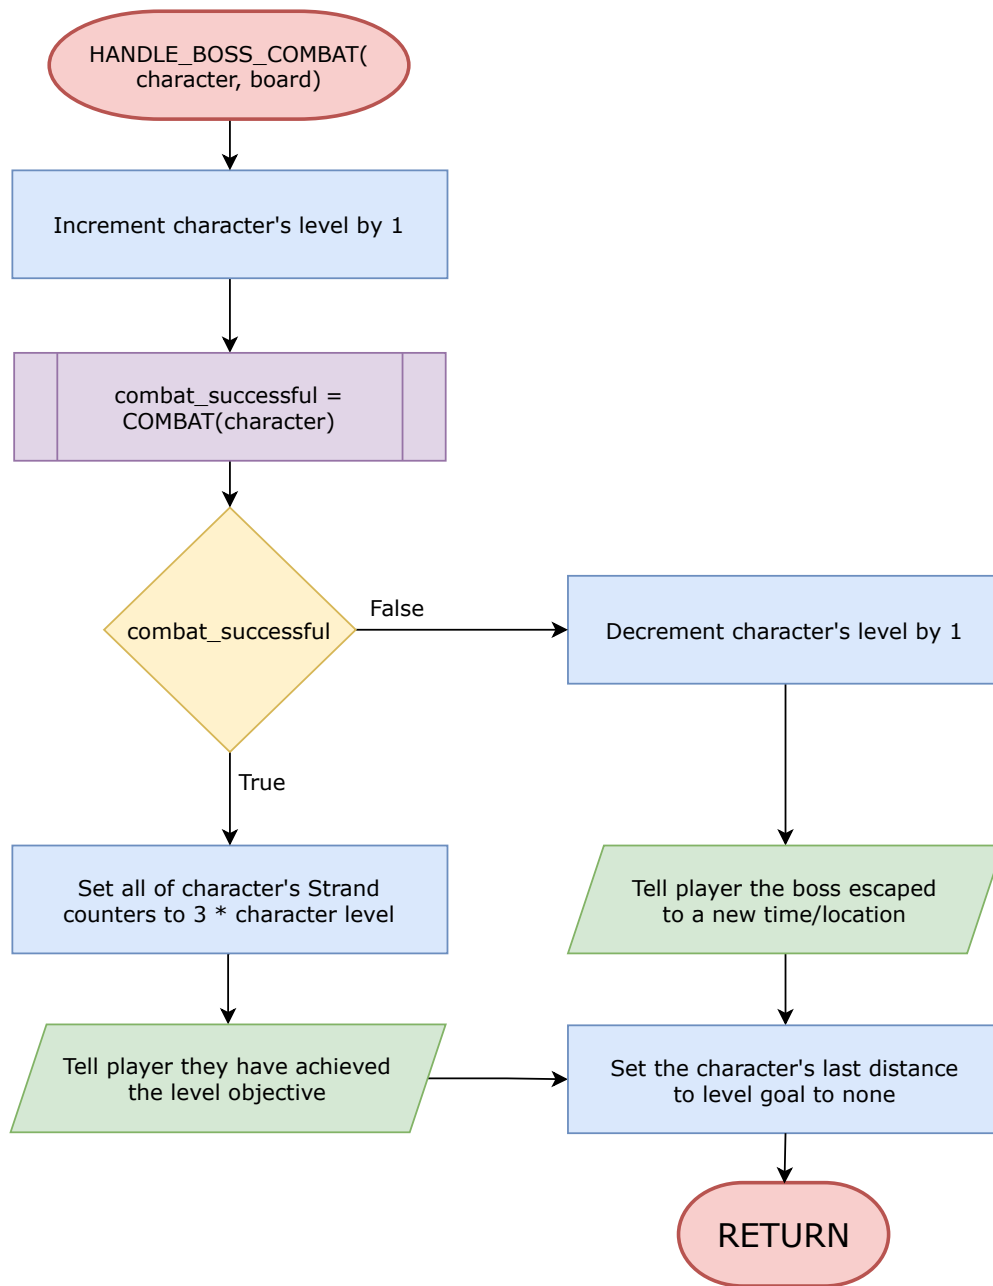 HANDLE_BOSS_COMBAT(
character, board)
Increment character's level by 1
combat_successful =
COMBAT(character)
combat_successful
False
Decrement character's level by 1
True
Set all of character's Strand
counters to 3 * character level
Tell player the boss escaped
to a new time/location
Tell player they have achieved
the level objective
Set the character's last distance
to level goal to none
RETURN